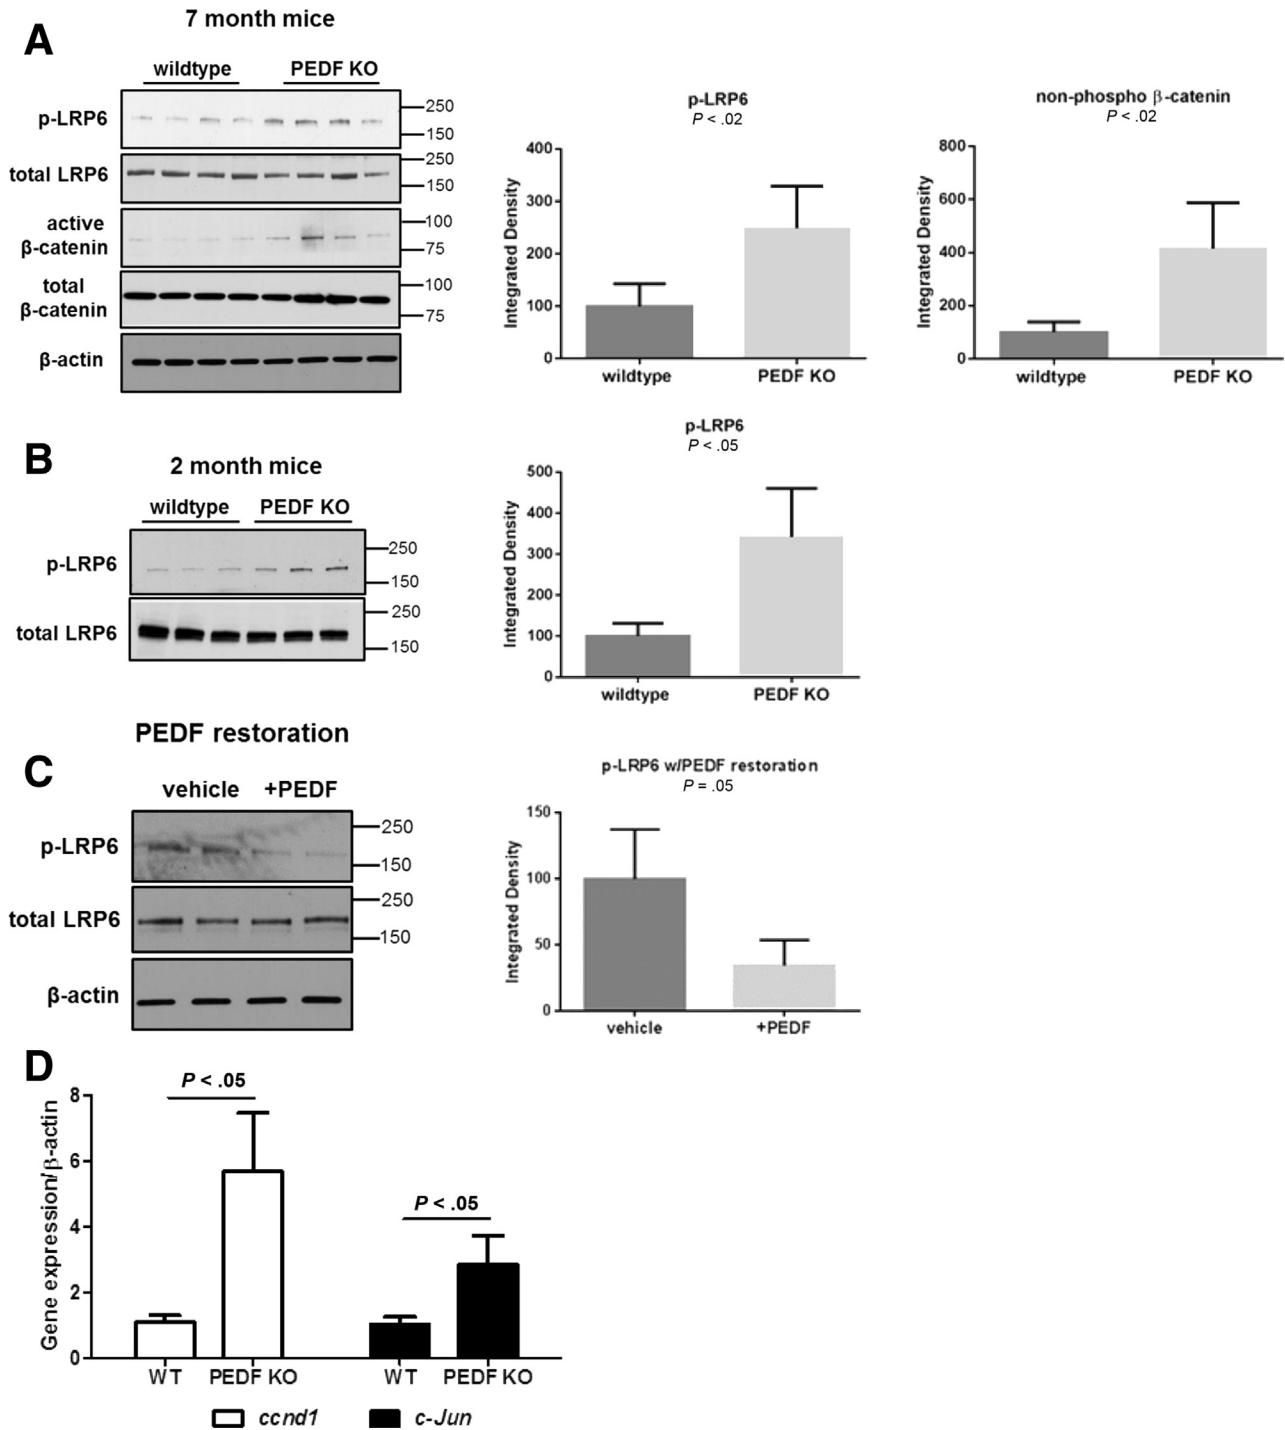 A
7 month mice
wildtype PEDF KO
p-LRP6
250
150
total LRP6
250
150
active
β-catenin
100
75
total
β-catenin
100
75
β-actin
p-LRP6
P < .02
Integrated Density
400
300
200
100
0
wildtype PEDF KO
non-phospho β-catenin
P < .02
Integrated Density
800
600
400
200
0
wildtype PEDF KO
B
2 month mice
wildtype PEDF KO
p-LRP6
250
150
total LRP6
250
150
p-LRP6
P < .05
Integrated Density
500
400
300
200
100
0
wildtype PEDF KO
PEDF restoration
C
vehicle +PEDF
p-LRP6
250
150
total LRP6
250
150
β-actin
p-LRP6 w/PEDF restoration
P = .05
Integrated Density
150
100
50
0
vehicle +PEDF
D
Gene expression/β-actin
8
6
4
2
0
P < .05
P < .05
WT PEDF KO WT PEDF KO
ccnd1 c-Jun